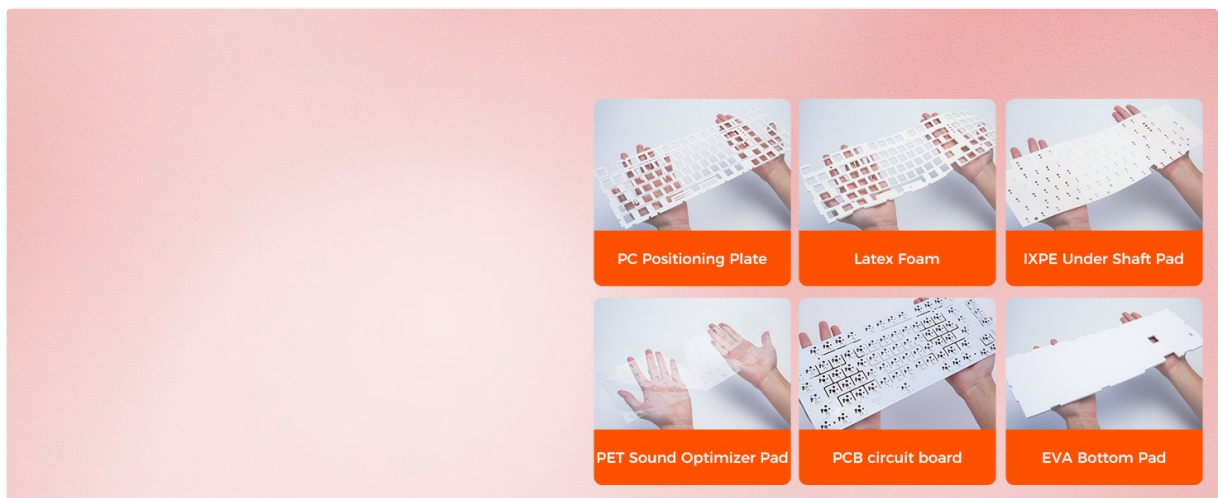 PC Positioning Plate
Latex Foam
IXPE Under Shaft Pad
PET Sound Optimizer Pad
PCB circuit board
EVA Bottom Pad